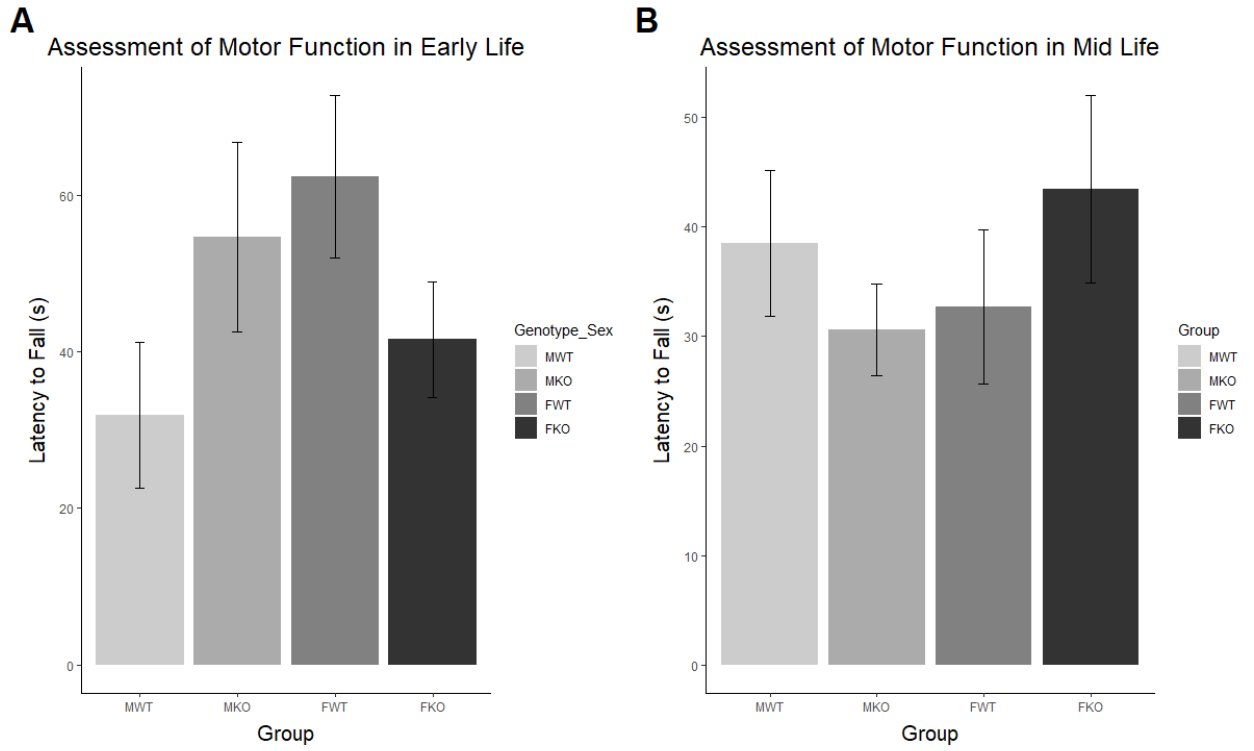 A
Assessment of Motor Function in Early Life
Latency to Fall (s)
60
40
20
0
MWT
MKO
FWT
FKO
Group
Genotype_Sex
MWT
MKO
FWT
FKO
B
Assessment of Motor Function in Mid Life
Latency to Fall (s)
50
40
30
20
10
0
MWT
MKO
FWT
FKO
Group
Group
MWT
MKO
FWT
FKO